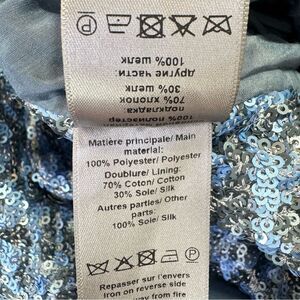 100% полиэстер
подкладка
70% хлопок
30% шелк
другие части
100% шелк
Matière principale/ Main
material:
100% Polyester/ Polyester
Doublure/ Lining:
70% Coton/ Cotton
30% Soie/ Silk
Autres parties/ Other
parts:
100% Soie/ Silk
Repasser sur l'envers
Iron on reverse side